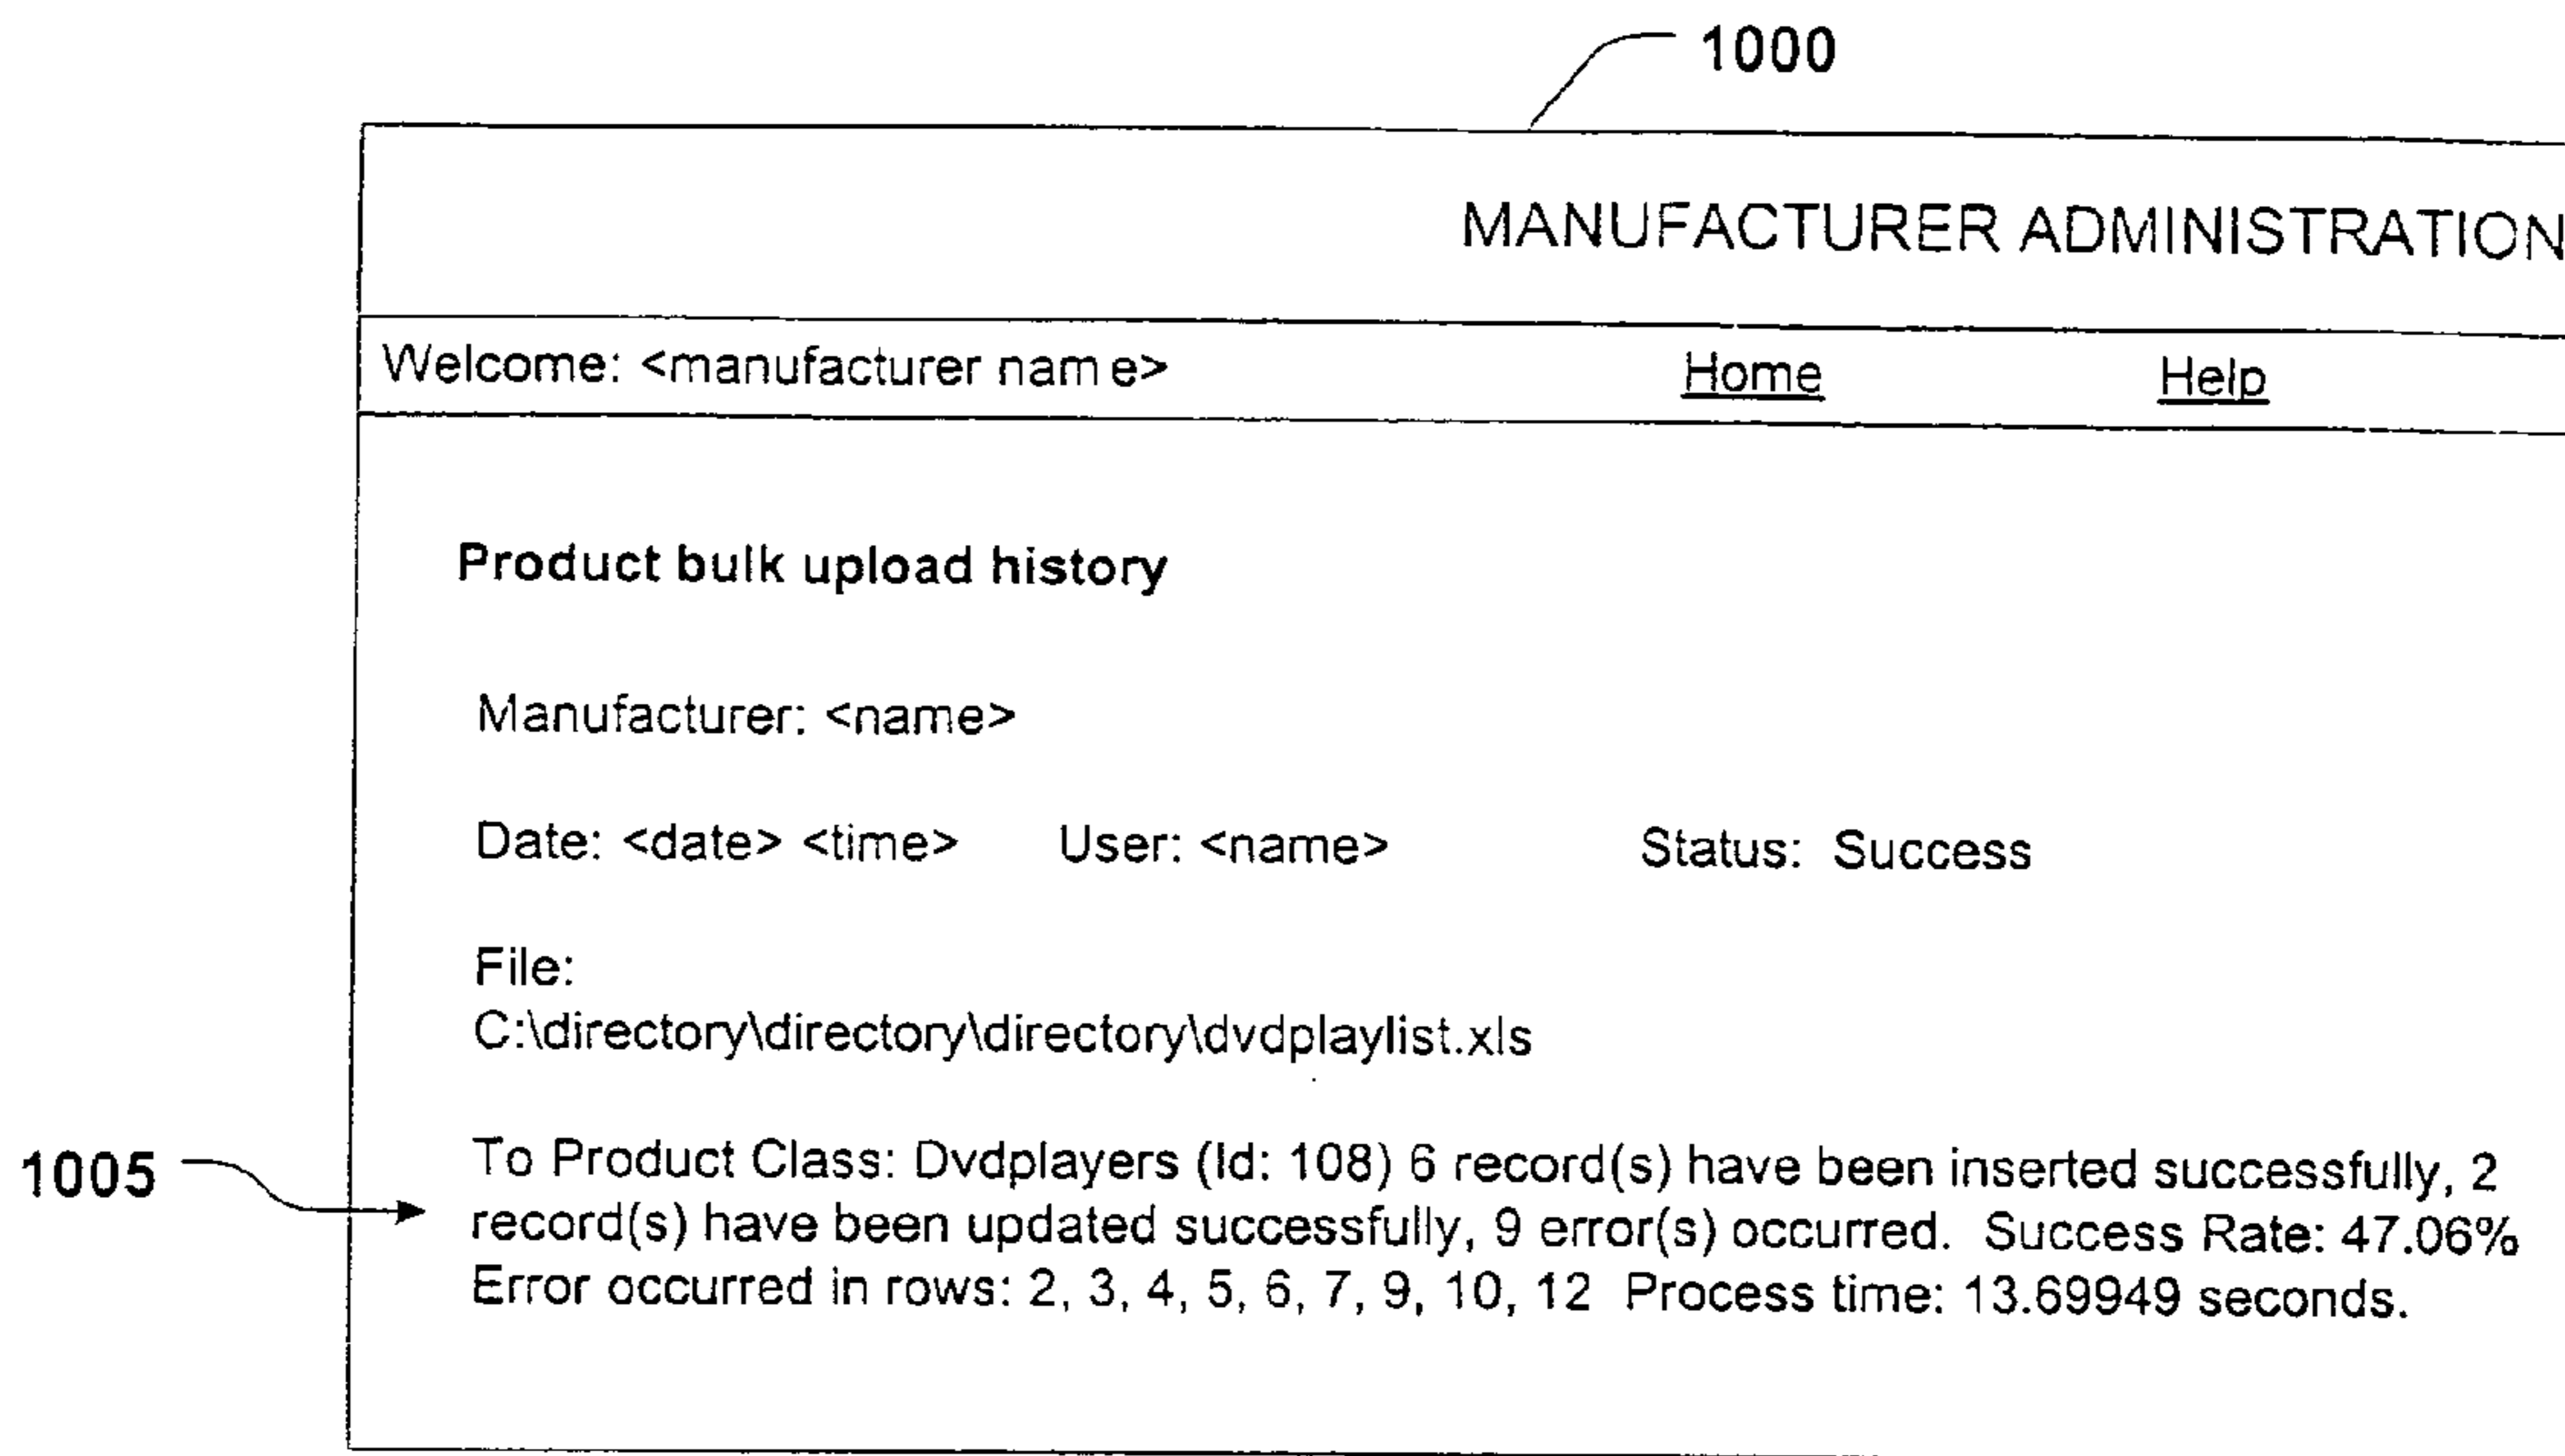 1000
MANUFACTURER ADMINISTRATION
Welcome: <manufacturer name> Home Help
Product bulk upload history
Manufacturer: <name>
Date: <date> <time> User: <name> Status: Success
File:
C:\directory\directory\directory\dvdplaylist.xls
1005
To Product Class: Dvdplayers (Id: 108) 6 record(s) have been inserted successfully, 2
record(s) have been updated successfully, 9 error(s) occurred. Success Rate: 47.06%
Error occurred in rows: 2, 3, 4, 5, 6, 7, 9, 10, 12 Process time: 13.69949 seconds.